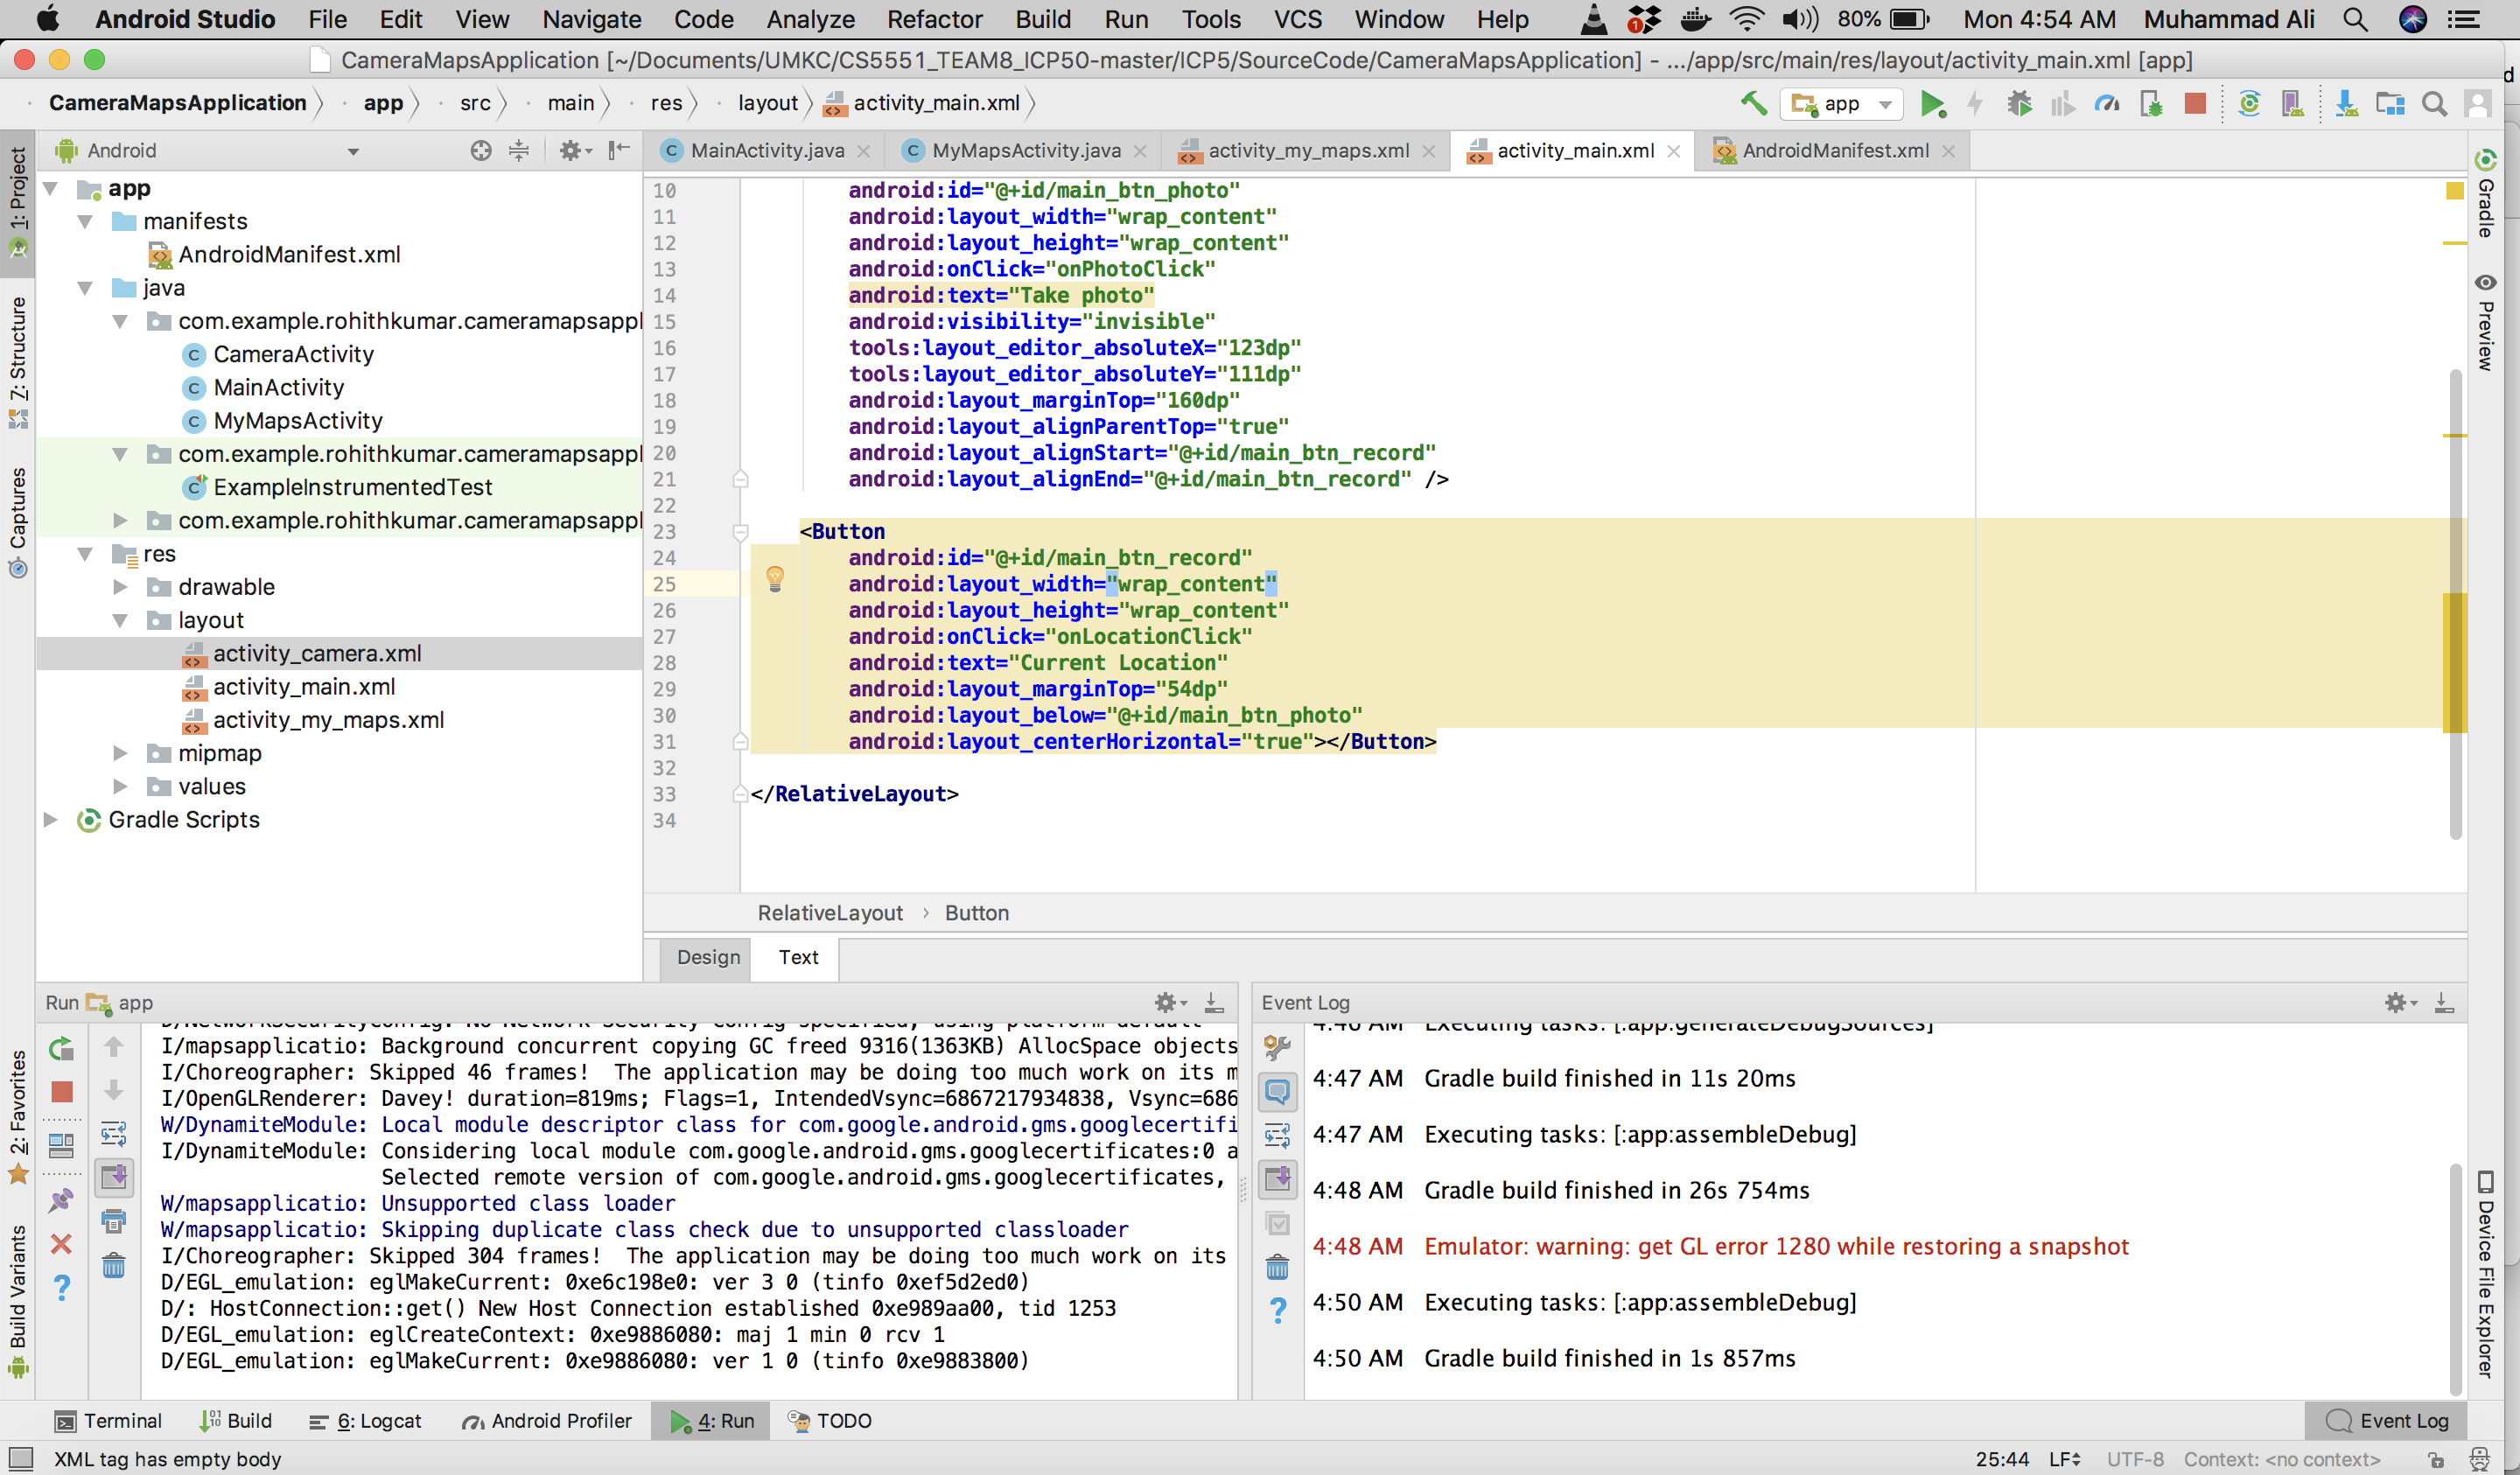 Android Studio File Edit View Navigate Code Analyze Refactor Build Run Tools VCS Window Help 1 80% Mon 4:54 AM Muhammad Ali
CameraMapsApplication [~/Documents/UMKC/CS5551_TEAM8_ICP50-master/ICP5/SourceCode/CameraMapsApplication] - .../app/src/main/res/layout/activity_main.xml [app]
CameraMapsApplication app src main res layout activity_main.xml
app
Android
MainActivity.java MyMapsActivity.java activity_my_maps.xml activity_main.xml AndroidManifest.xml
1: Project
Z: Structure
Captures
2: Favorites
Build Variants
app
manifests
AndroidManifest.xml
java
com.example.rohithkumar.cameramapsappl
CameraActivity
MainActivity
MyMapsActivity
com.example.rohithkumar.cameramapsappl
ExampleInstrumentedTest
com.example.rohithkumar.cameramapsappl
res
drawable
layout
activity_camera.xml
activity_main.xml
activity_my_maps.xml
mipmap
values
Gradle Scripts
10 android:id="@+id/main_btn_photo"
11 android:layout_width="wrap_content"
12 android:layout_height="wrap_content"
13 android:onClick="onPhotoClick"
14 android:text="Take photo"
15 android:visibility="invisible"
16 tools:layout_editor_absoluteX="123dp"
17 tools:layout_editor_absoluteY="111dp"
18 android:layout_marginTop="160dp"
19 android:layout_alignParentTop="true"
20 android:layout_alignStart="@+id/main_btn_record"
21 android:layout_alignEnd="@+id/main_btn_record" />
22
23 <Button
24 android:id="@+id/main_btn_record"
25 android:layout_width="wrap_content"
26 android:layout_height="wrap_content"
27 android:onClick="onLocationClick"
28 android:text="Current Location"
29 android:layout_marginTop="54dp"
30 android:layout_below="@+id/main_btn_photo"
31 android:layout_centerHorizontal="true"></Button>
32
33 </RelativeLayout>
34
RelativeLayout › Button
Design Text
Gradle
Preview
Device File Explorer
Run app
D/NetworkSecurityConfig: No Network Security Config specified, using platform default
I/mapsapplicatio: Background concurrent copying GC freed 9316(1363KB) AllocSpace objects
I/Choreographer: Skipped 46 frames! The application may be doing too much work on its m
I/OpenGLRenderer: Davey! duration=819ms; Flags=1, IntendedVsync=6867217934838, Vsync=686
W/DynamiteModule: Local module descriptor class for com.google.android.gms.googlecertifi
I/DynamiteModule: Considering local module com.google.android.gms.googlecertificates:0 a
Selected remote version of com.google.android.gms.googlecertificates,
W/mapsapplicatio: Unsupported class loader
W/mapsapplicatio: Skipping duplicate class check due to unsupported classloader
I/Choreographer: Skipped 304 frames! The application may be doing too much work on its
D/EGL_emulation: eglMakeCurrent: 0xe6c198e0: ver 3 0 (tinfo 0xef5d2ed0)
D/: HostConnection::get() New Host Connection established 0xe989aa00, tid 1253
D/EGL_emulation: eglCreateContext: 0xe9886080: maj 1 min 0 rcv 1
D/EGL_emulation: eglMakeCurrent: 0xe9886080: ver 1 0 (tinfo 0xe9883800)
Event Log
4:46 AM Executing tasks: [:app:generateDebugSources]
4:47 AM Gradle build finished in 11s 20ms
4:47 AM Executing tasks: [:app:assembleDebug]
4:48 AM Gradle build finished in 26s 754ms
4:48 AM Emulator: warning: get GL error 1280 while restoring a snapshot
4:50 AM Executing tasks: [:app:assembleDebug]
4:50 AM Gradle build finished in 1s 857ms
Terminal Build 6: Logcat Android Profiler 4: Run TODO Event Log
XML tag has empty body 25:44 LF UTF-8 Context: <no context>